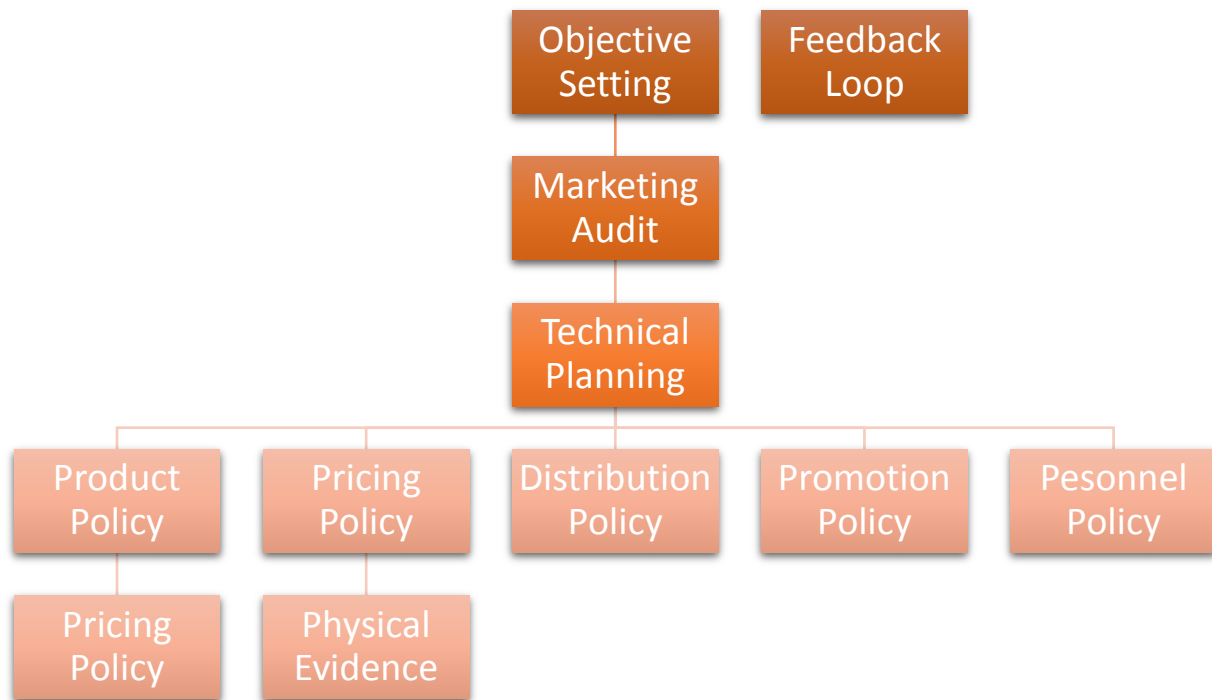 Objective
Setting
Feedback
Loop
Marketing
Audit
Technical
Planning
Product
Policy
Pricing
Policy
Distribution
Policy
Promotion
Policy
Pesonnel
Policy
Pricing
Policy
Physical
Evidence